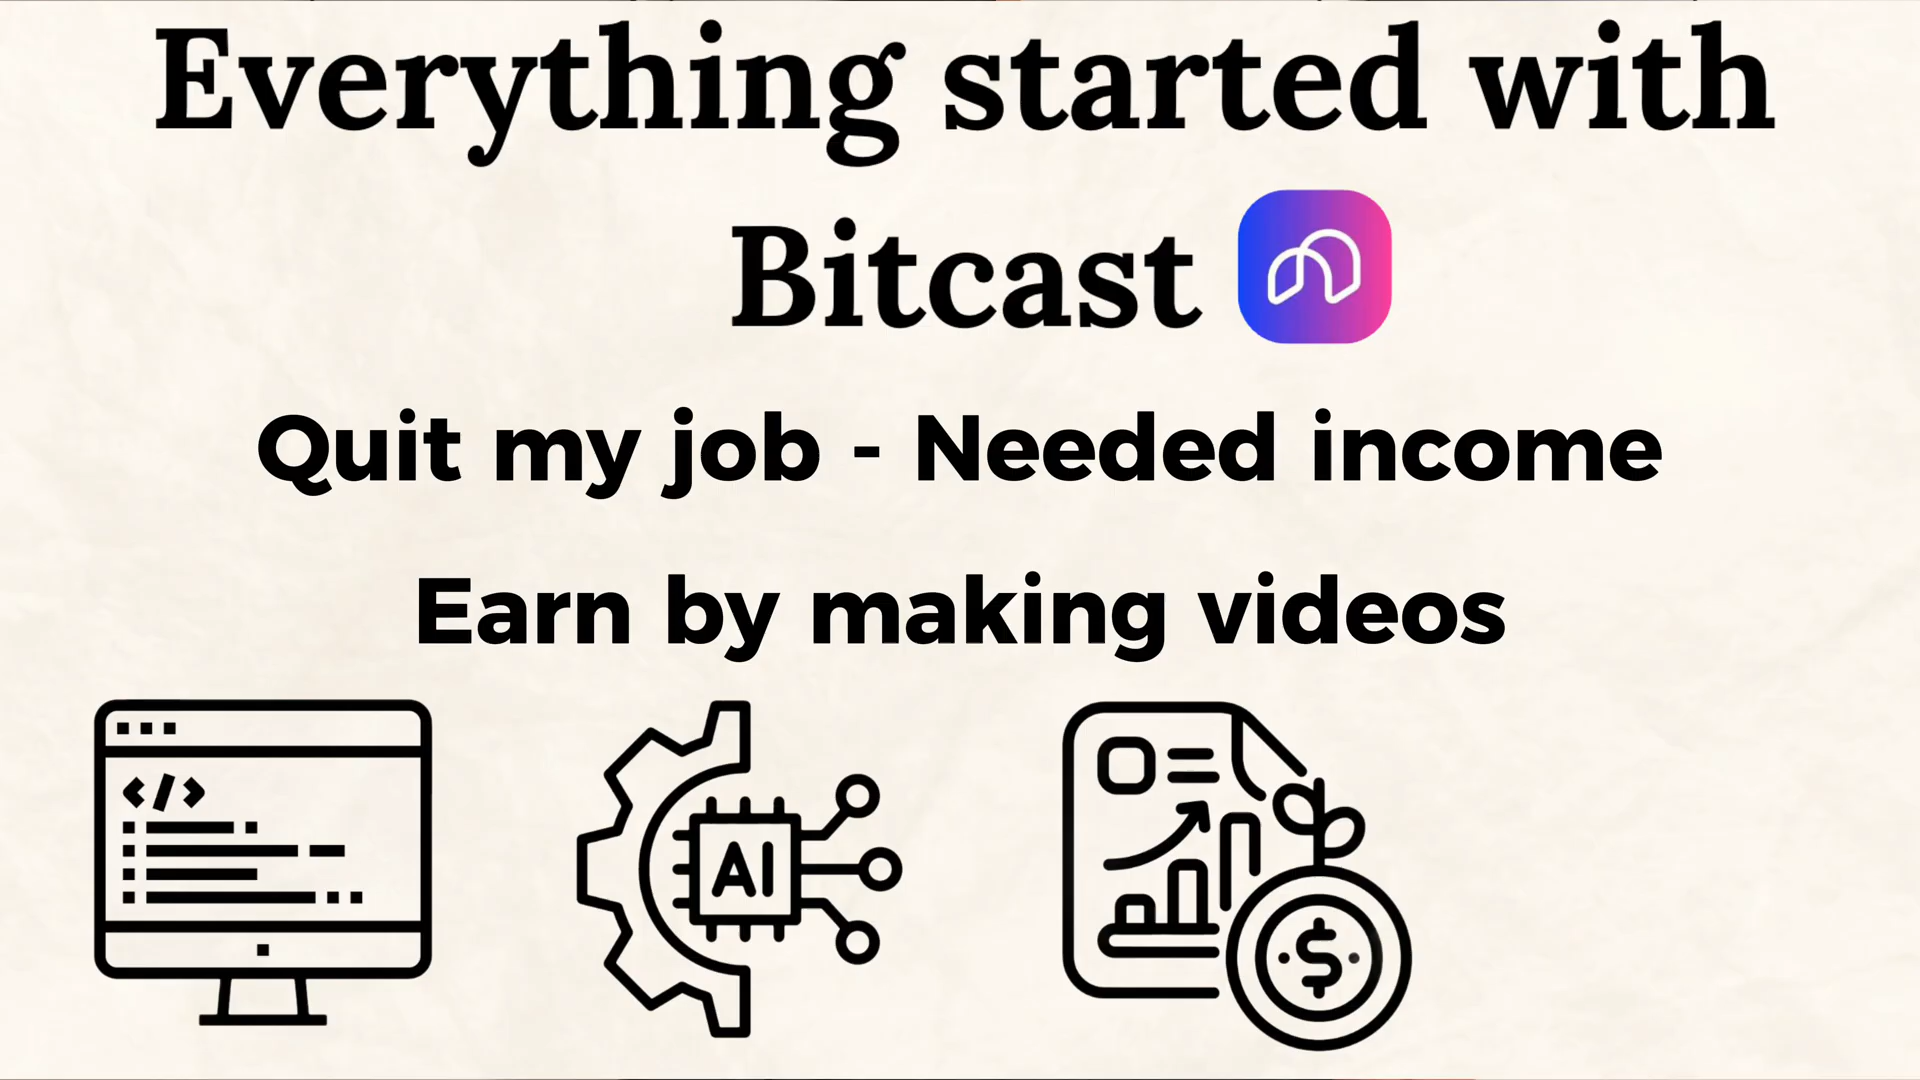 Everything started with
Bitcast
Quit my job - Needed income
Earn by making videos
</>
AI
$